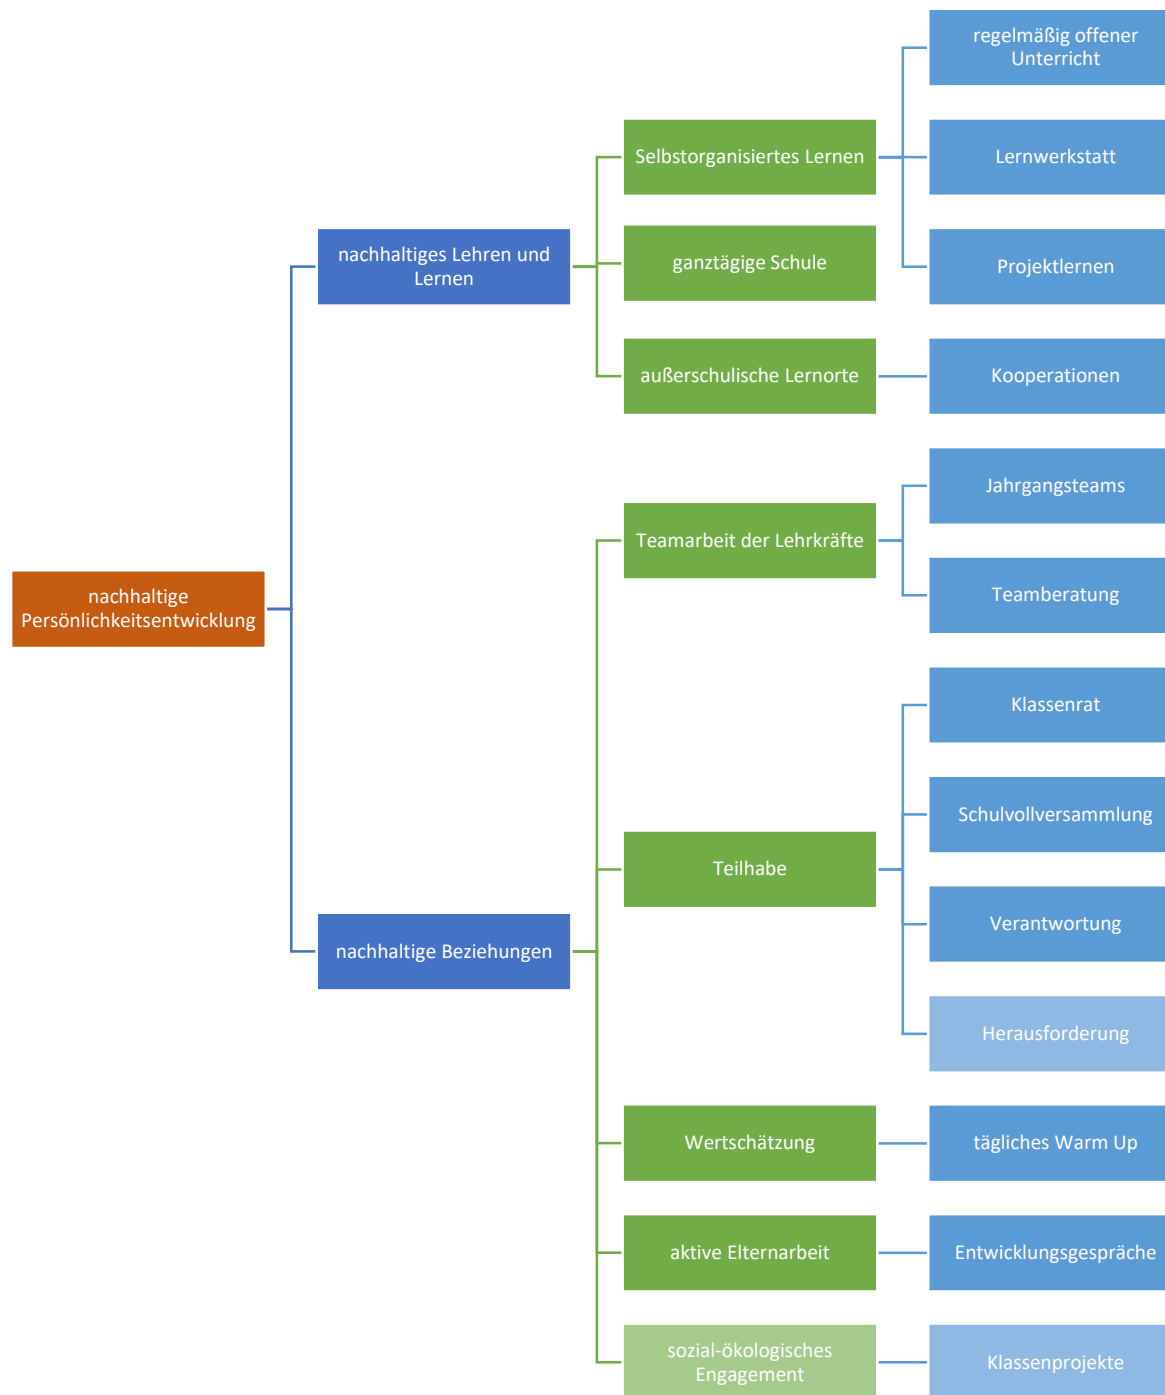 regelmäßig offener
Unterricht
Selbstorganisiertes Lernen
Lernwerkstatt
nachhaltiges Lehren und
Lernen
ganztägige Schule
Projektlernen
außerschulische Lernorte
Kooperationen
Jahrgangsteams
Teamarbeit der Lehrkräfte
Teamberatung
nachhaltige
Persönlichkeitsentwicklung
Klassenrat
Schulvollversammlung
Teilhabe
Verantwortung
nachhaltige Beziehungen
Herausforderung
Wertschätzung
tägliches Warm Up
aktive Elternarbeit
Entwicklungsgespräche
sozial-ökologisches
Engagement
Klassenprojekte